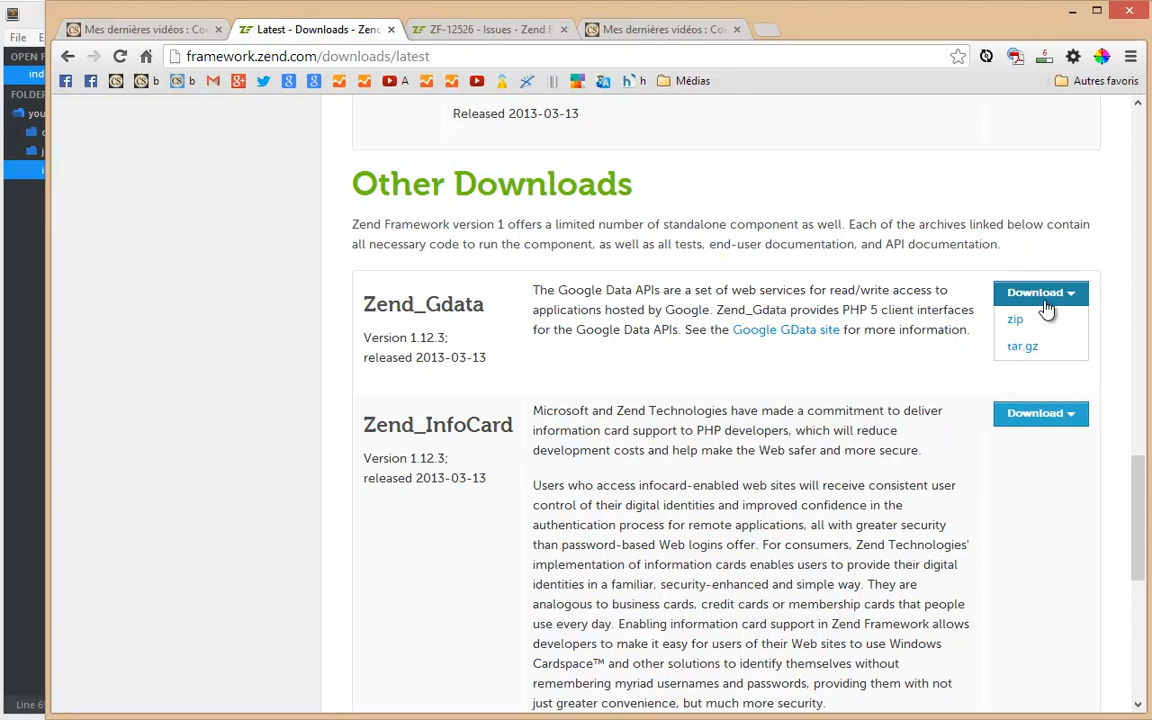 File E
Mes dernières vidéos : Co
Latest - Downloads - Zend
ZF-12526 - Issues - Zend F
Mes dernières vidéos : Co
OPEN F
framework.zend.com/downloads/latest
6
ind
b
b
A
h
Médias
Autres favoris
FOLDER
you
Released 2013-03-13
Other Downloads
Zend Framework version 1 offers a limited number of standalone component as well. Each of the archives linked below contain
all necessary code to run the component, as well as all tests, end-user documentation, and API documentation.
Zend_Gdata
Version 1.12.3;
released 2013-03-13
The Google Data APIs are a set of web services for read/write access to
applications hosted by Google. Zend_Gdata provides PHP 5 client interfaces
for the Google Data APIs. See the Google GData site for more information.
Download
zip
tar.gz
Zend_InfoCard
Version 1.12.3;
released 2013-03-13
Microsoft and Zend Technologies have made a commitment to deliver
information card support to PHP developers, which will reduce
development costs and help make the Web safer and more secure.
Download
Users who access infocard-enabled web sites will receive consistent user
control of their digital identities and improved confidence in the
authentication process for remote applications, all with greater security
than password-based Web logins offer. For consumers, Zend Technologies'
implementation of information cards enables users to provide their digital
identities in a familiar, security-enhanced and simple way. They are
analogous to business cards, credit cards or membership cards that people
use every day. Enabling information card support in Zend Framework allows
developers to make it easy for users of their Web sites to use Windows
Cardspace™ and other solutions to identify themselves without
remembering myriad usernames and passwords, providing them with not
just greater convenience, but much more security.
Line 6